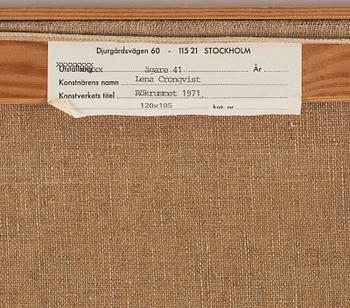 Djurgårdsvägen 60 - 115 21 STOCKHOLM
Utställning ägare 41 År
Konstnärens namn Lena Cronqvist
Konstverkets titel Rökrummet 1971
120x105 kat. nr